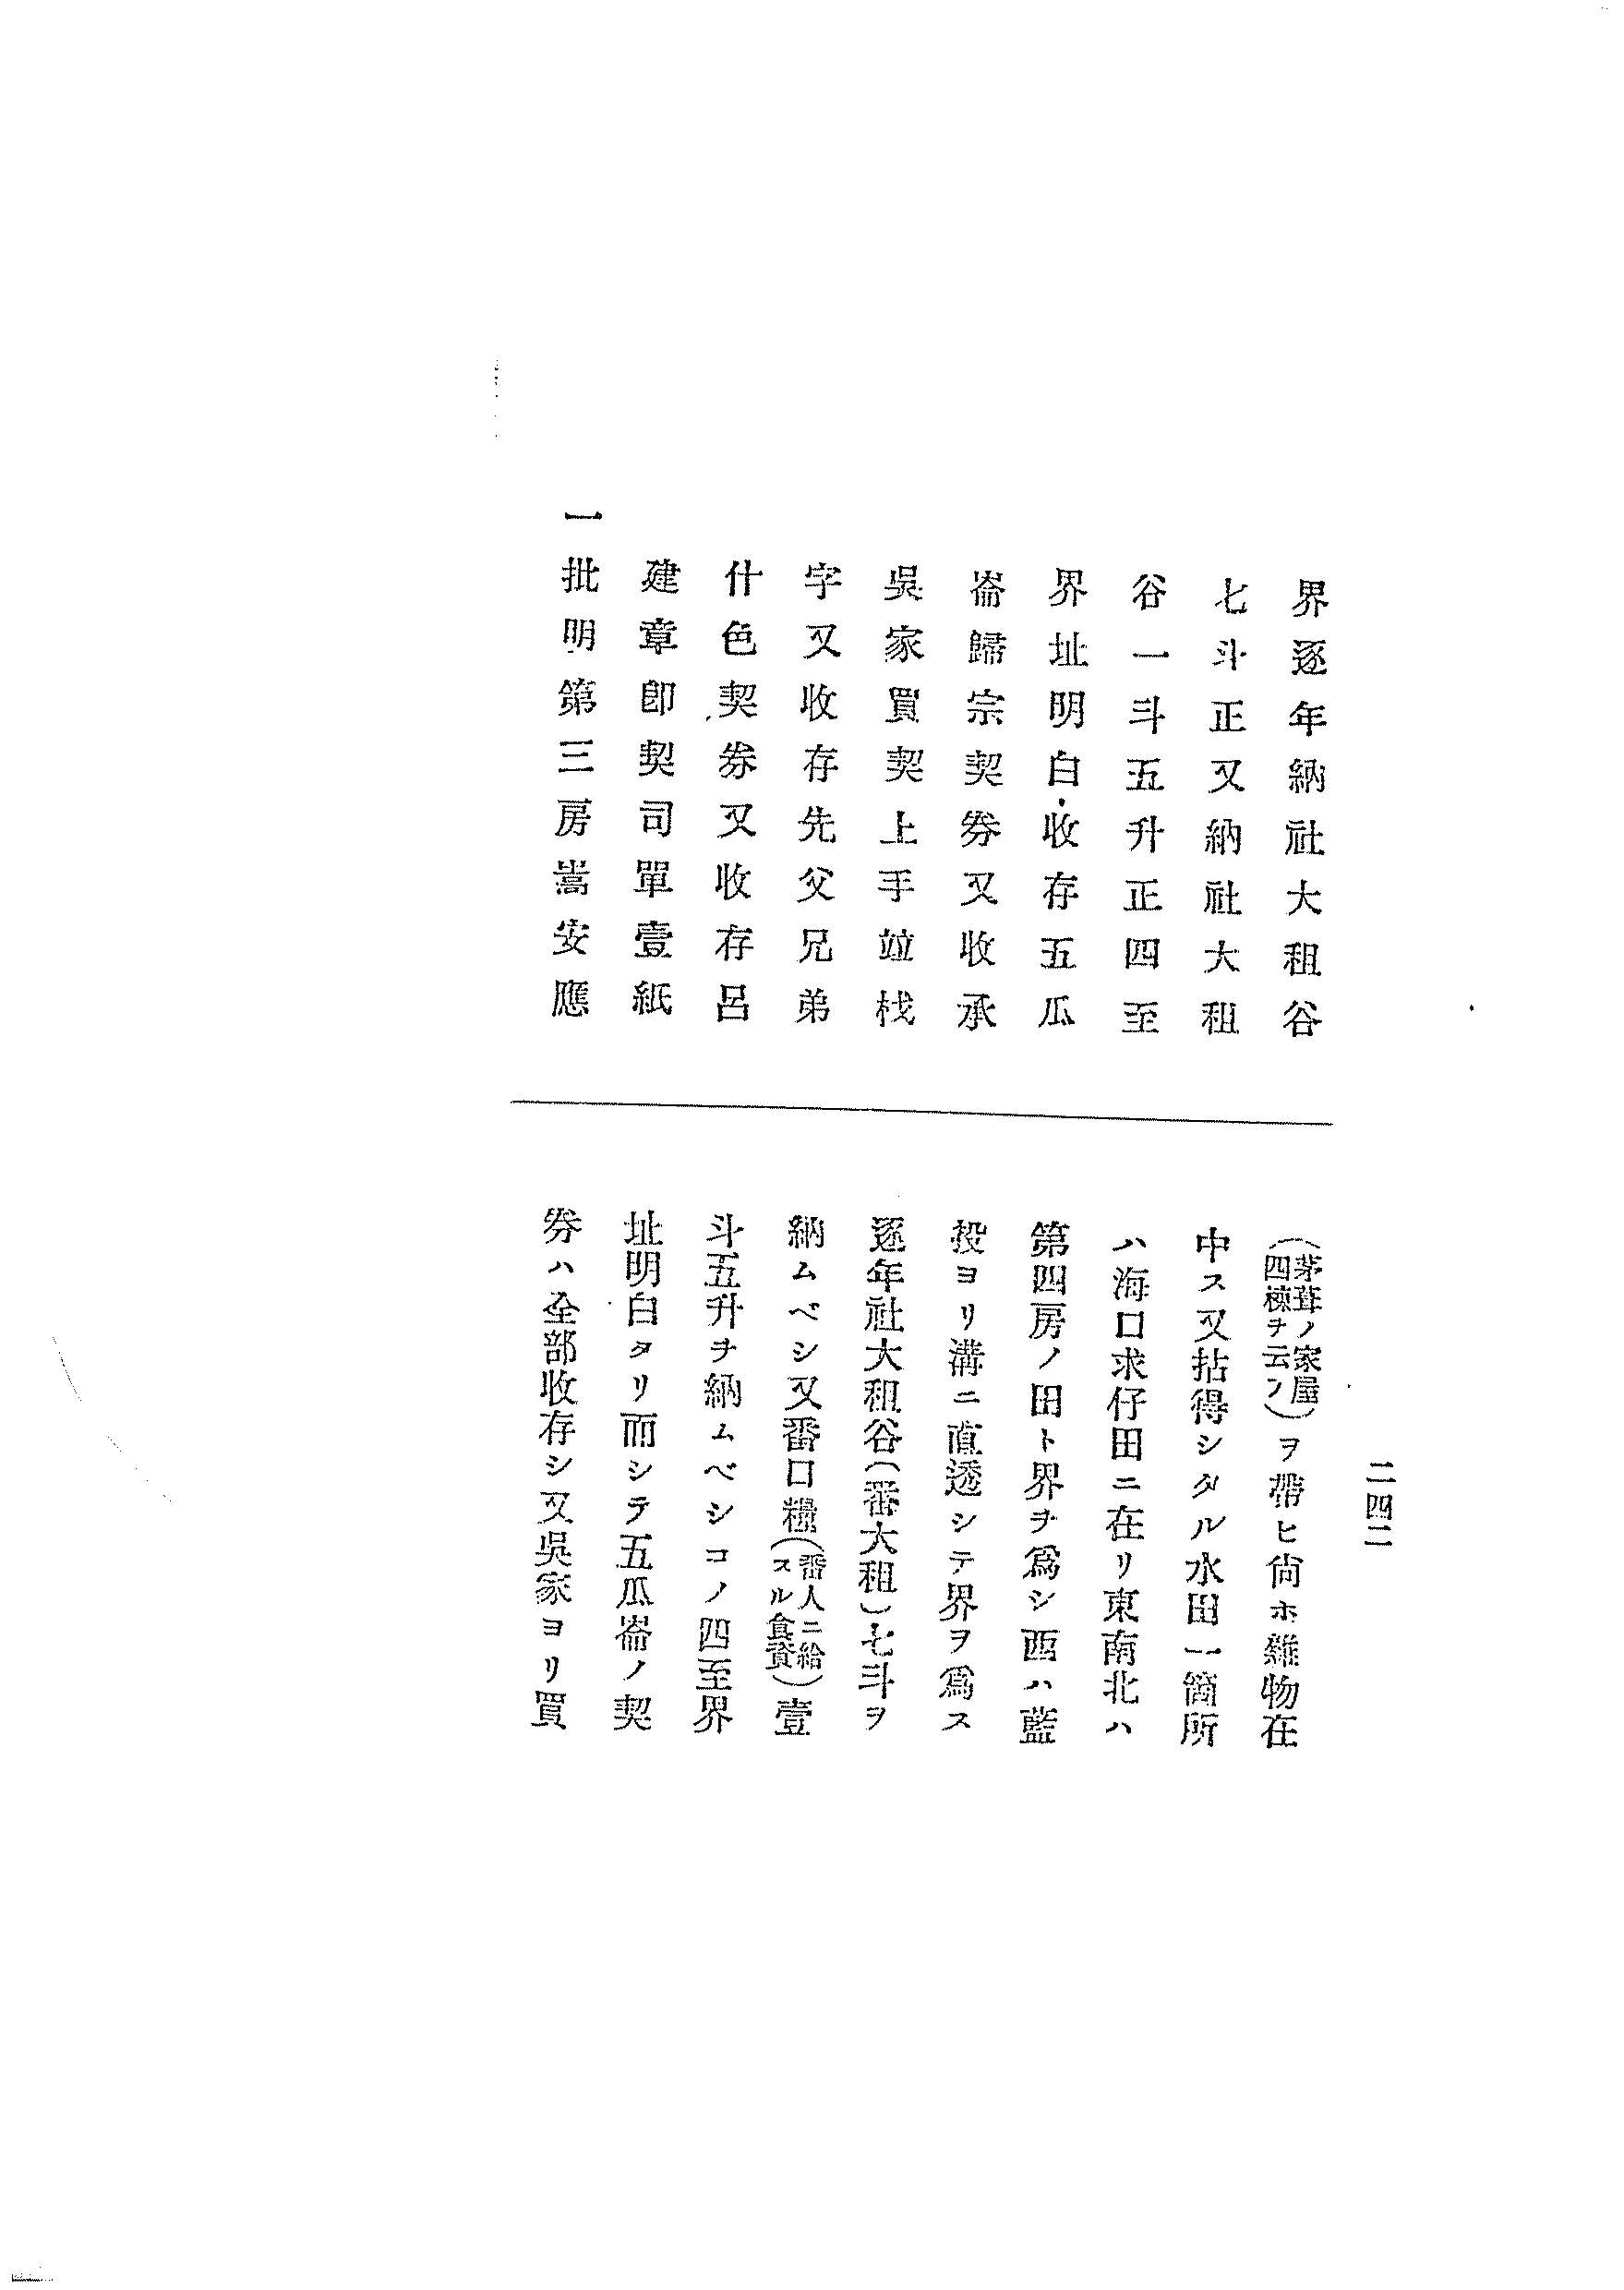 界逐年納社大租谷
七斗正又納社大租
谷一斗五升正四至
界址明白收存五瓜
崙歸宗契券又收承
吳家買契上手竝栈
字又收存先父兄弟
什色契券又收存呂
建章卽契司單壹紙
一批明第三房嵩安應
二四二
(茅葺ノ家屋四棟ヲ云フ)ヲ帶ヒ尙ホ雜物在
中ス又拈得シタル水田一箇所
ハ海口求仔田ニ在リ東南北ハ
第四房ノ田ト界ヲ爲シ西ハ藍
投ヨリ溝ニ直透シテ界ヲ爲ス
逐年社大租谷(番大租)七斗ヲ
納ムベシ又番口糧(番人ニ給スル食資)壹
斗五升ヲ納ムベシコノ四至界
址明白タリ而シテ五瓜崙ノ契
券ハ全部收存シ又吳家ヨリ買